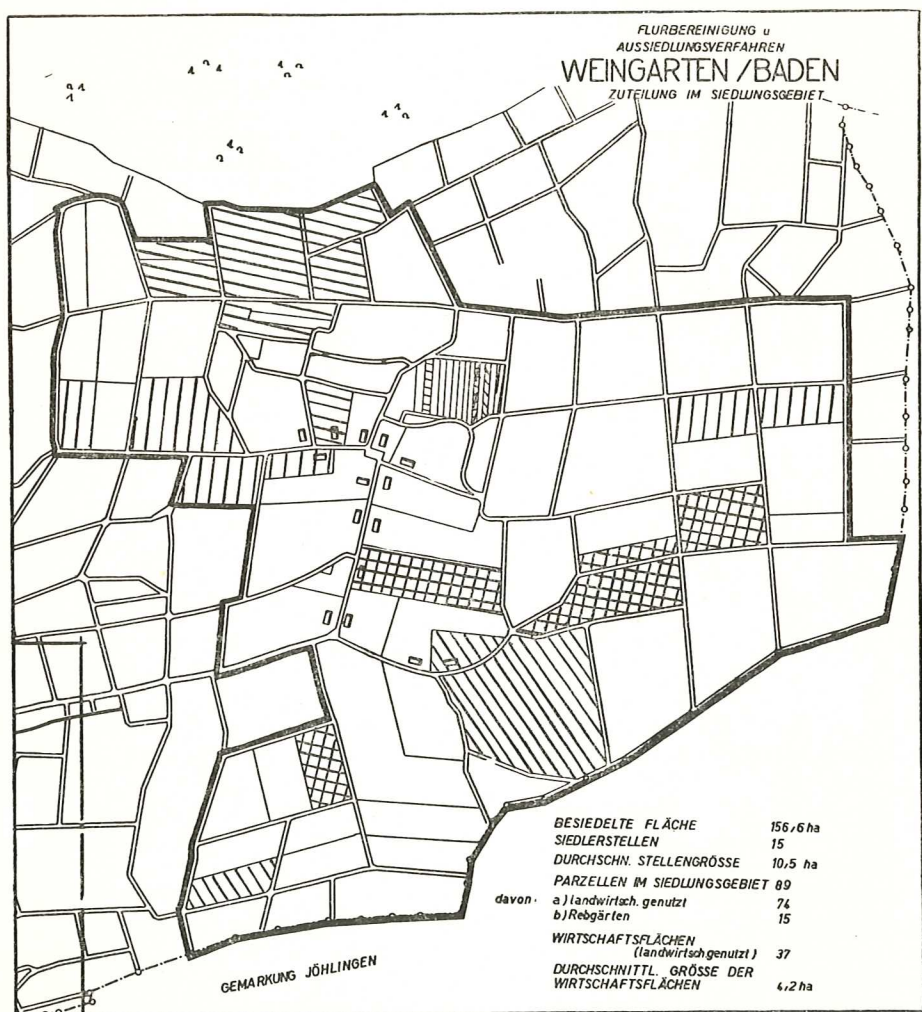 FLURBEREINIGUNG u
AUSSIEDLUNGSVERFAHREN
WEINGARTEN /BADEN
ZUTEILUNG IM SIEDLUNGSGEBIET
BESIEDELTE FLÄCHE 156,6 ha
SIEDLERSTELLEN 15
DURCHSCHN. STELLENGRÖSSE 10,5 ha
PARZELLEN IM SIEDLUNGSGEBIET 89
davon: a) landwirtsch. genutzt 74
b) Rebgärten 15
WIRTSCHAFTSFLÄCHEN
(landwirtschgenutzt) 37
DURCHSCHNITTL. GRÖSSE DER
WIRTSCHAFTSFLÄCHEN 4,2 ha
GEMARKUNG JÖHLINGEN